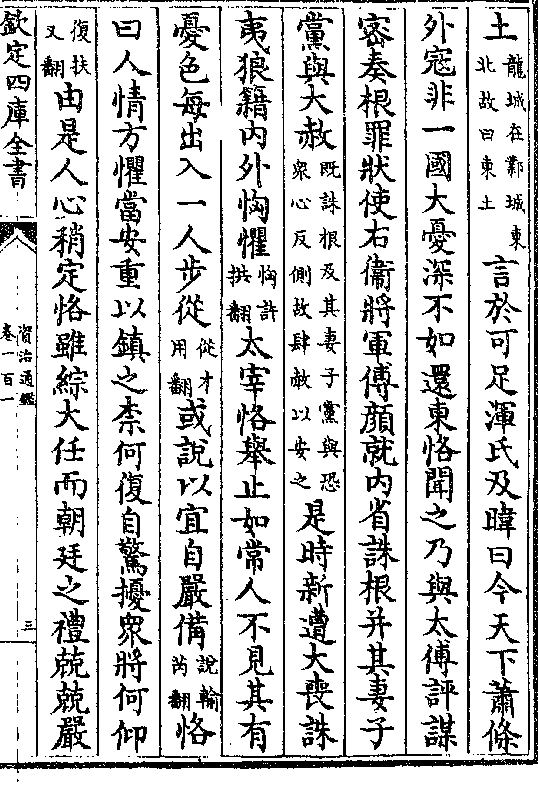 土龍城在鄴城東北故曰東土言於可足渾氏及暐曰今天下蕭條
外寇非一國大憂深不如還東恪聞之乃與太傅評謀
密奏根罪狀使右衞將軍傅顔就内省誅根并其妻子
黨與大赦既誅根及其妻子黨與恐衆心反側故肆赦以安之是時新遭大喪誅
夷狼籍内外恟懼恟許拱翻太宰恪舉止如常人不見其有
憂色每出入一人步從從才用翻或說以宜自嚴備說輸芮翻恪
曰人情方懼當安重以鎮之柰何復自驚擾衆將何仰
復扶又翻由是人心稍定恪雖綜大任而朝廷之禮兢兢嚴
欽定四庫全書
資治通鑑
卷一百一
三